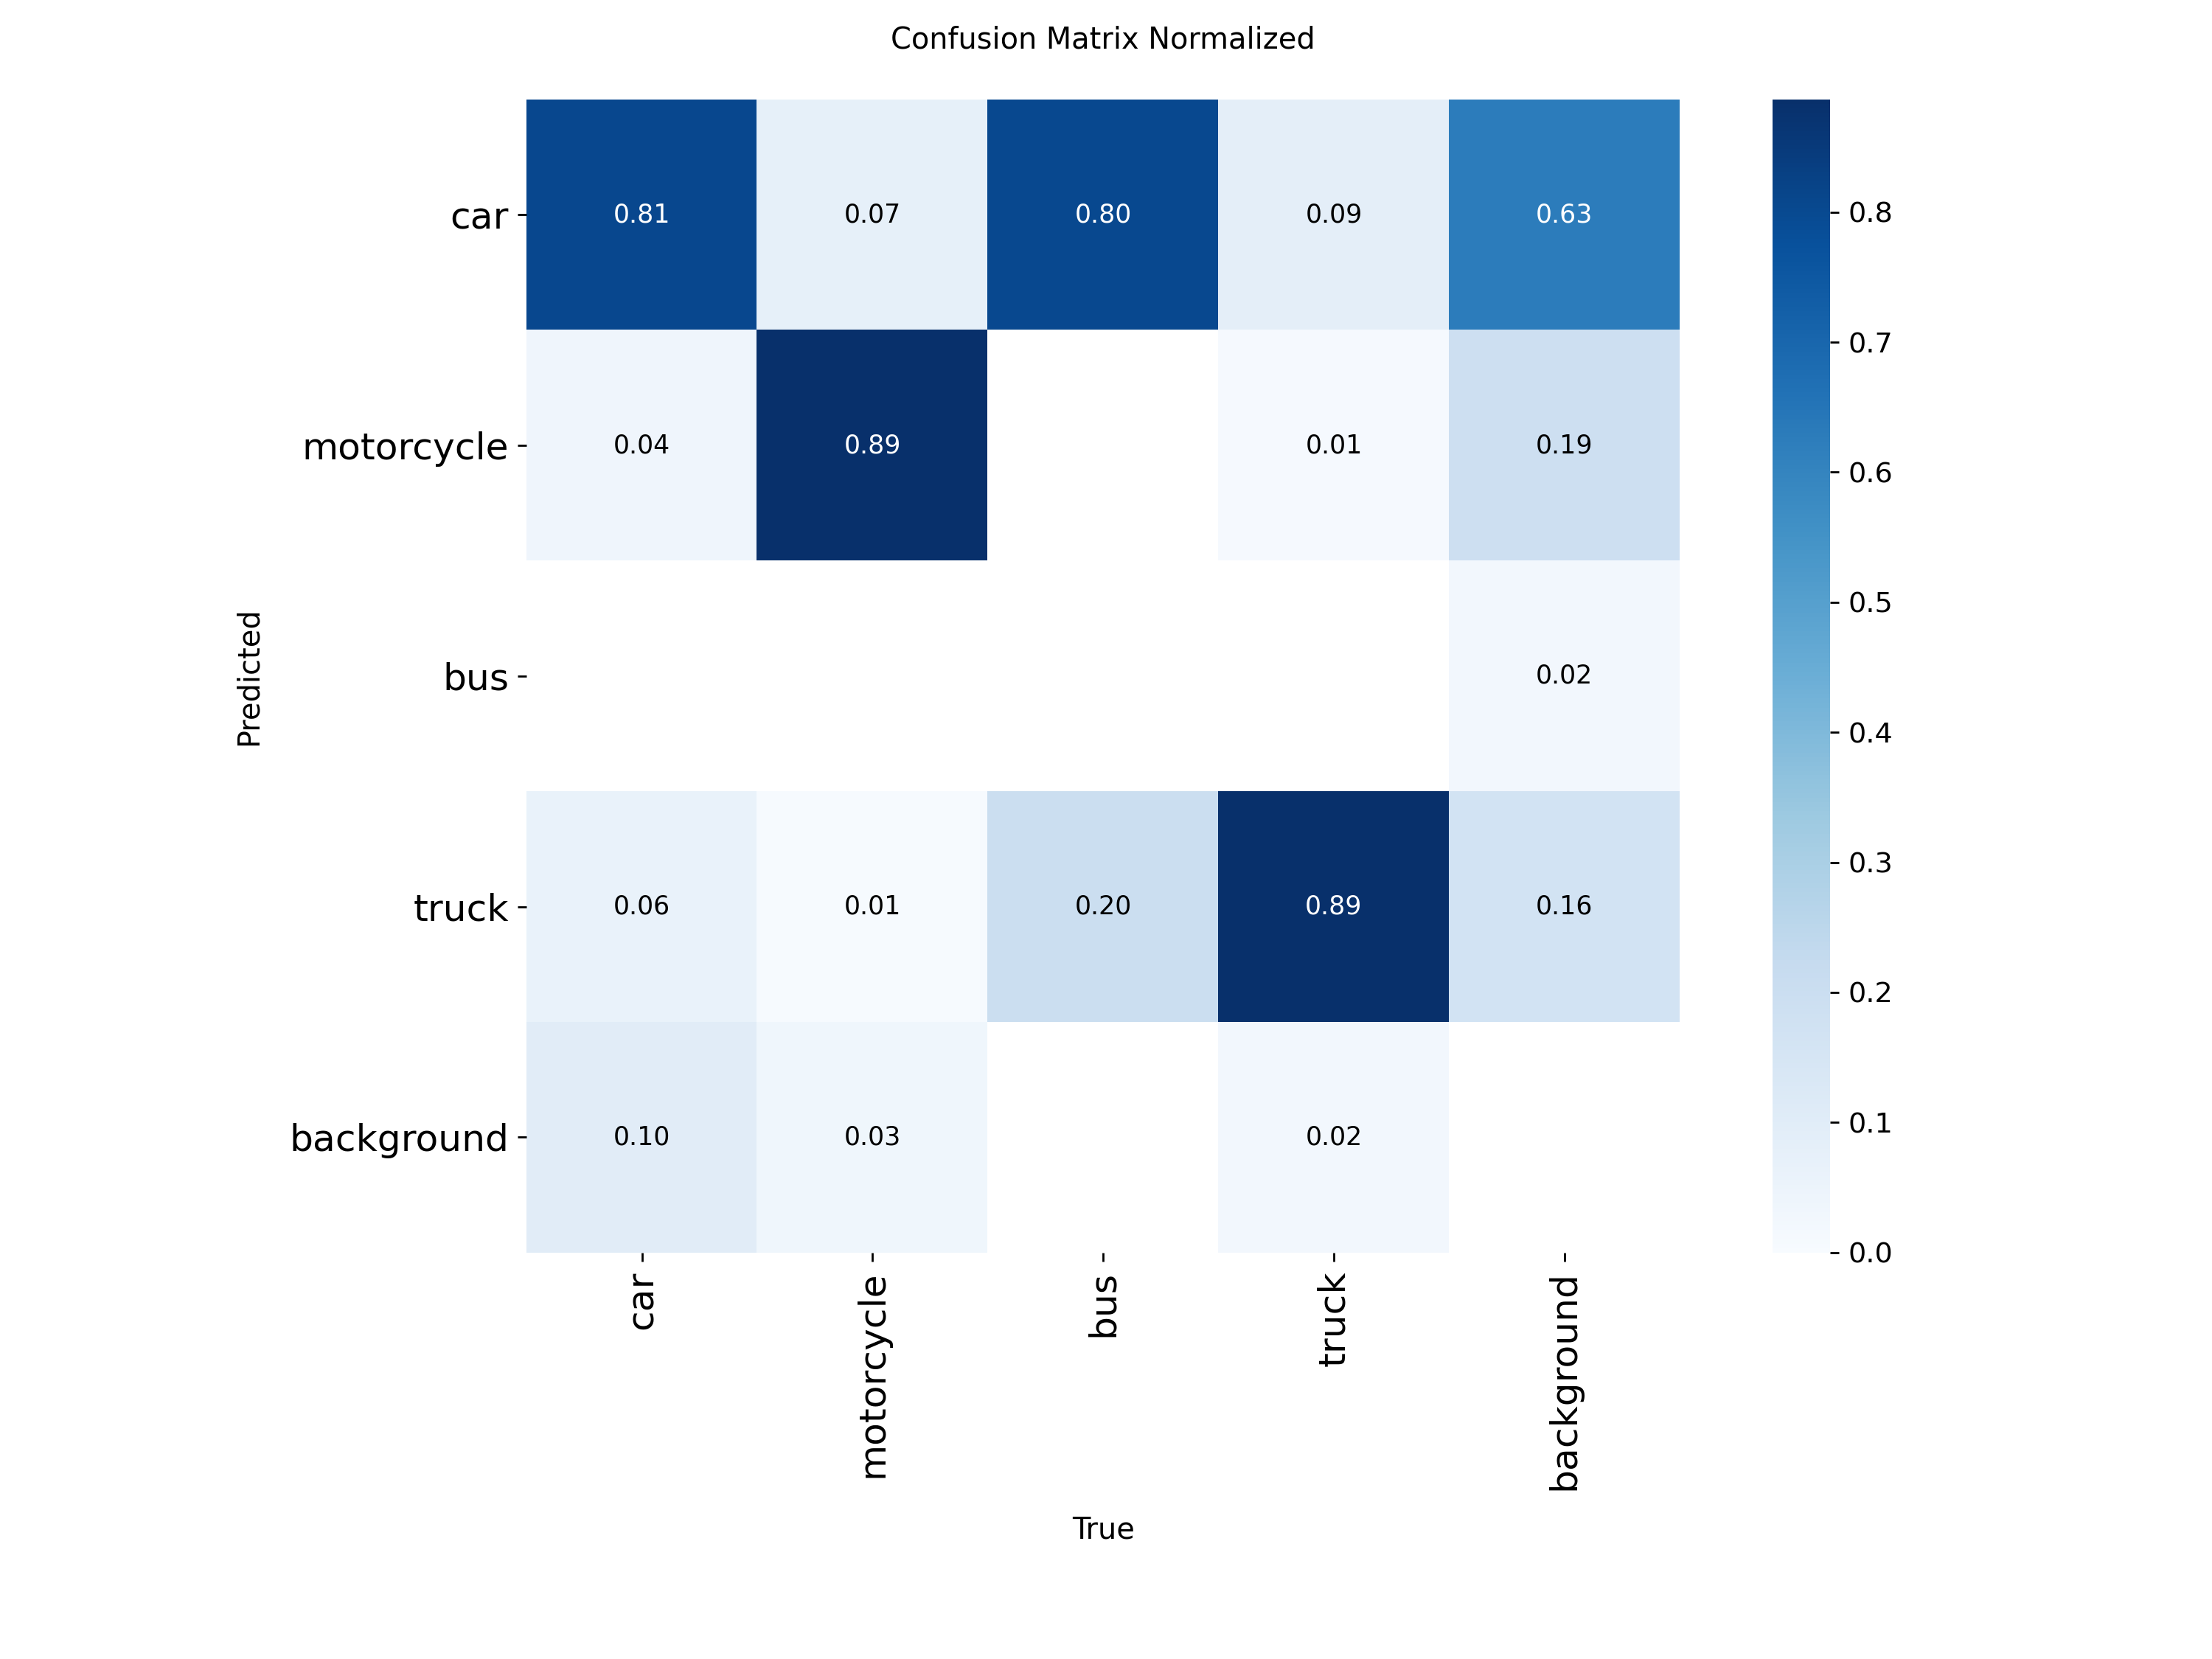 Confusion Matrix Normalized
car
0.81 0.07 0.80 0.09 0.63
motorcycle
0.04 0.89 0.01 0.19
bus
0.02
truck
0.06 0.01 0.20 0.89 0.16
background
0.10 0.03 0.02
Predicted
car
motorcycle
bus
truck
background
True
0.8
0.7
0.6
0.5
0.4
0.3
0.2
0.1
0.0